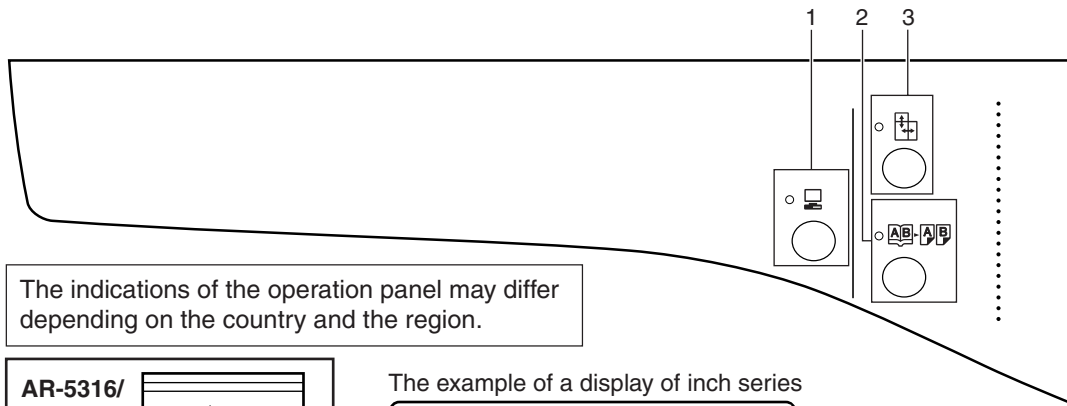 1 2 3
AB A B
The indications of the operation panel may differ
depending on the country and the region.
AR-5316/
The example of a display of inch series